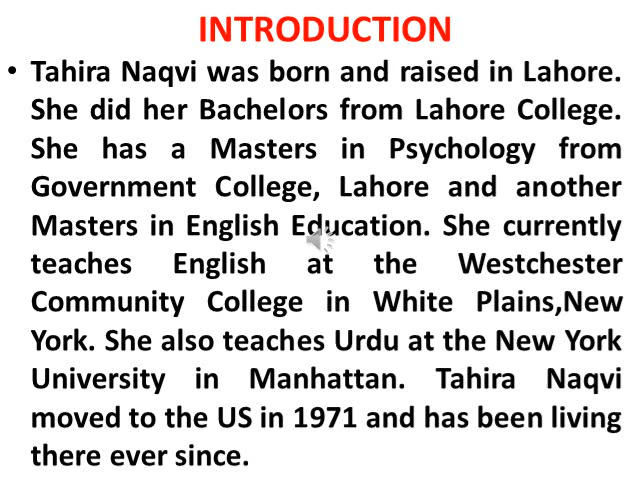 INTRODUCTION
• Tahira Naqvi was born and raised in Lahore.
She did her Bachelors from Lahore College.
She has a Masters in Psychology from
Government College, Lahore and another
Masters in English Education. She currently
teaches English at the Westchester
Community College in White Plains,New
York. She also teaches Urdu at the New York
University in Manhattan. Tahira Naqvi
moved to the US in 1971 and has been living
there ever since.